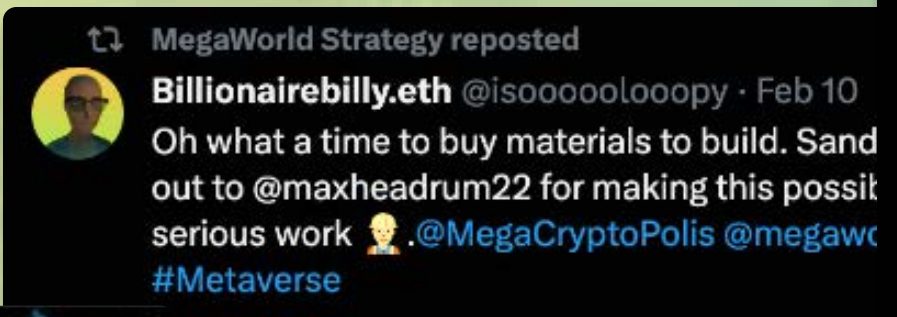 MegaWorld Strategy reposted
Billionairebilly.eth @isooooolooopy · Feb 10
Oh what a time to buy materials to build. Sand
out to @maxheadrum22 for making this
serious work 👷.@MegaCryptoPolis
#Metaverse